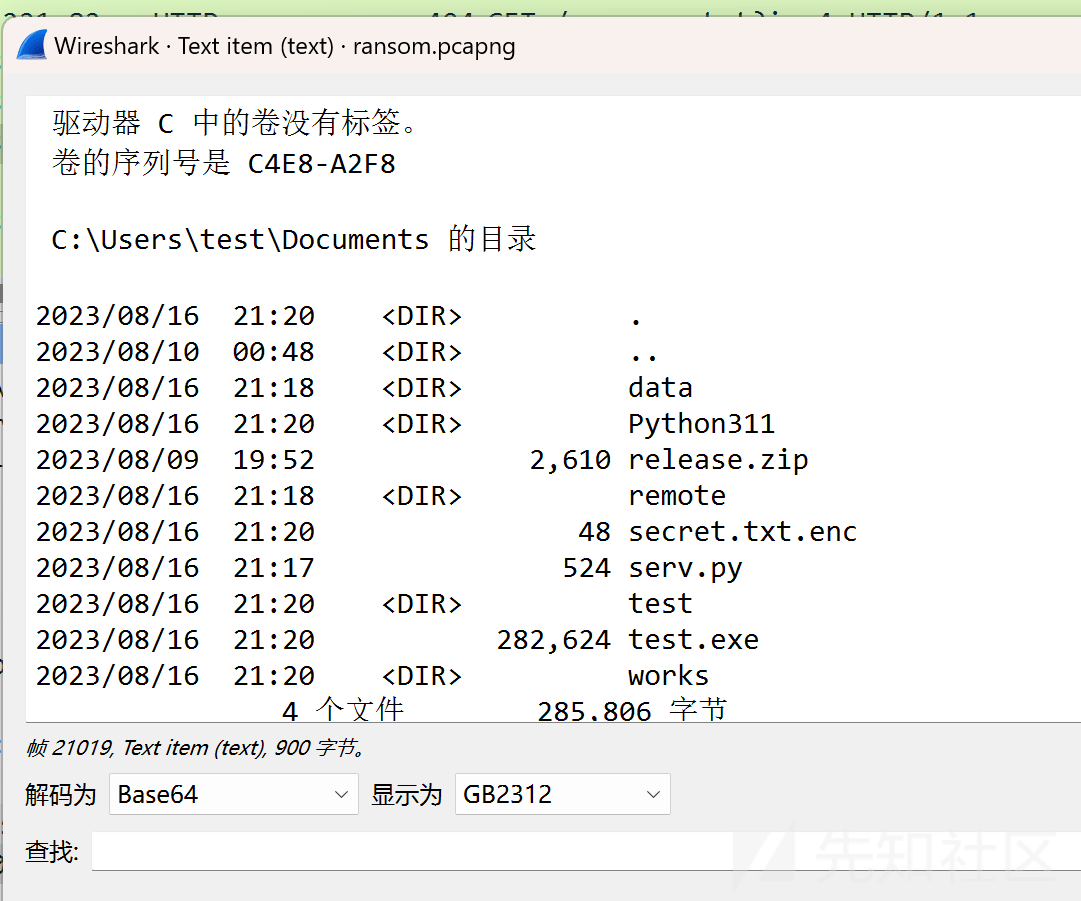 Wireshark · Text item (text) · ransom.pcapng
驱动器 C 中的卷没有标签。
卷的序列号是 C4E8-A2F8
C:\Users\test\Documents 的目录
2023/08/16  21:20    <DIR>          .
2023/08/10  00:48    <DIR>          ..
2023/08/16  21:18    <DIR>          data
2023/08/16  21:20    <DIR>          Python311
2023/08/09  19:52             2,610 release.zip
2023/08/16  21:18    <DIR>          remote
2023/08/16  21:20                48 secret.txt.enc
2023/08/16  21:17               524 serv.py
2023/08/16  21:20    <DIR>          test
2023/08/16  21:20           282,624 test.exe
2023/08/16  21:20    <DIR>          works
4 个文件        285,806 字节
帧 21019, Text item (text), 900 字节。
解码为 Base64 显示为 GB2312
查找:
先知社区